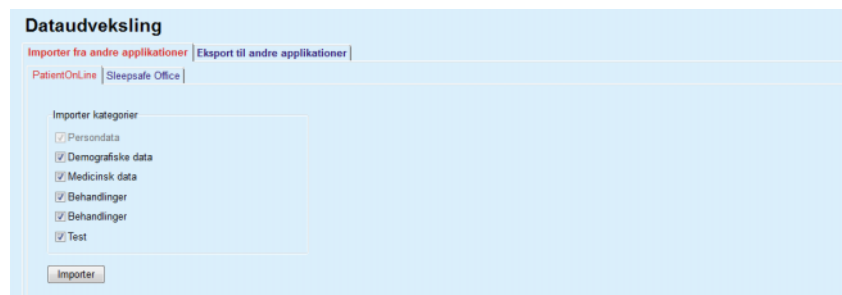 Dataudveksling
Importer fra andre applikationer Eksport til andre applikationer
PatientOnLine Sleepsafe Office
Importer kategorier
Persondata
Demografiske data
Medicinsk data
Behandlinger
Behandlinger
Test
Importer